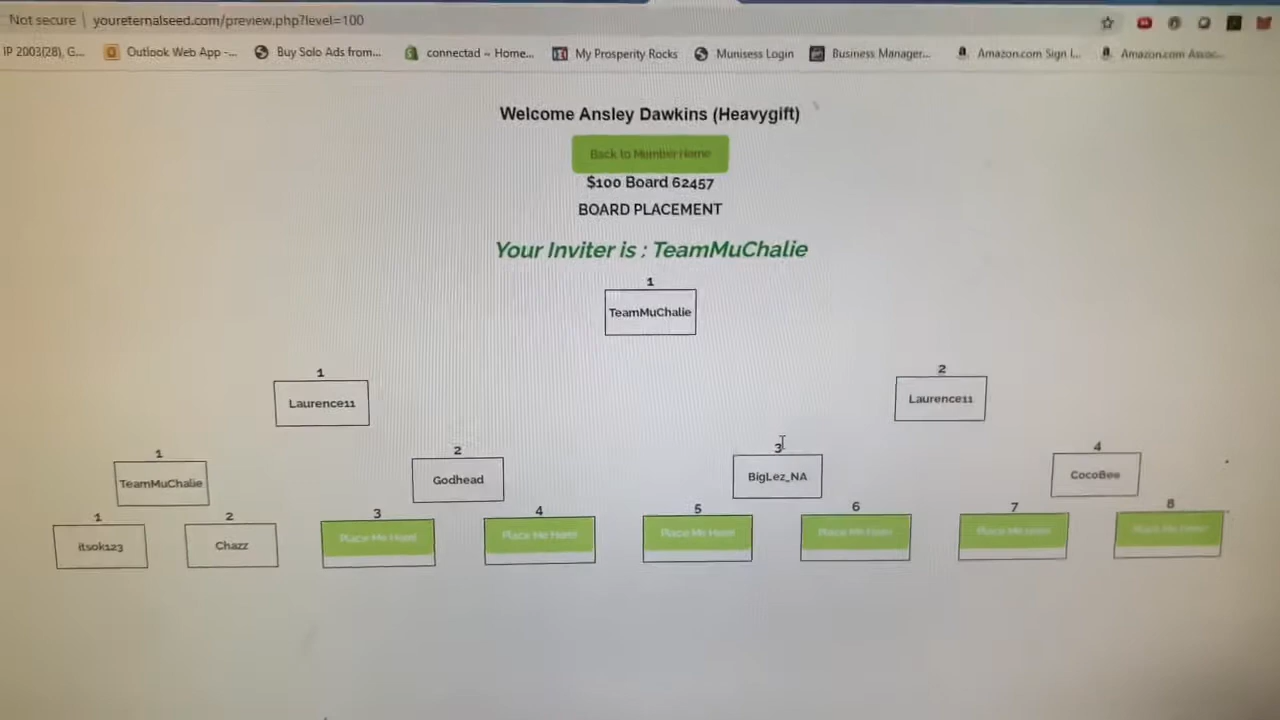 Not secure | youreternalseed.com/preview.php?level=100
IP 2003(28), G... Outlook Web App -... Buy Solo Ads from... connectad – Home... My Prosperity Rocks Munisess Login Business Manager... Amazon.com Sign I... Amazon.com Assoc...
Welcome Ansley Dawkins (Heavygift)
Back to Member Home
$100 Board 62457
BOARD PLACEMENT
Your Inviter is : TeamMuChalie
1
TeamMuChalie
1 2
Laurence11 Laurence11
1 2 3 4
TeamMuChalie Godhead BigLez_NA CocoBee
1 2 3 4 5 6 7 8
itsok123 Chazz Place Me Here! Place Me Here! Place Me Here! Place Me Here! Place Me Here! Place Me Here!